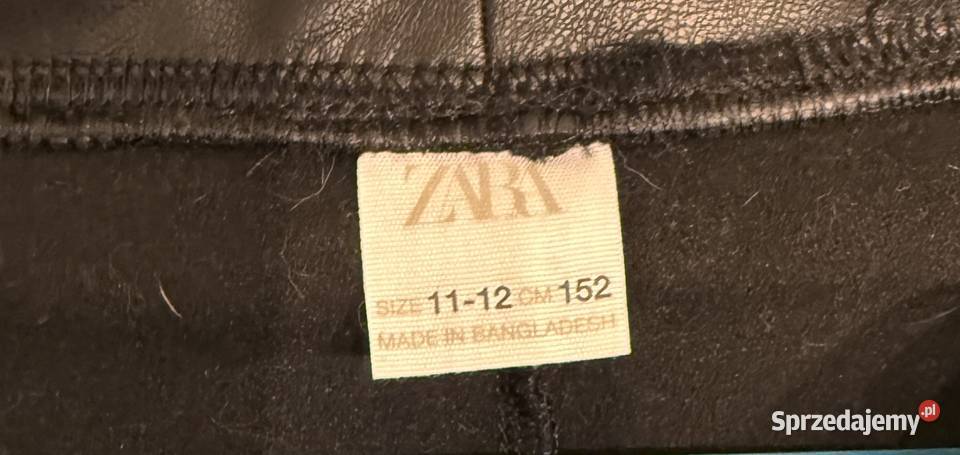 ZARA
SIZE 11-12 CM 152
MADE IN BANGLADESH
Sprzedajemy.pl